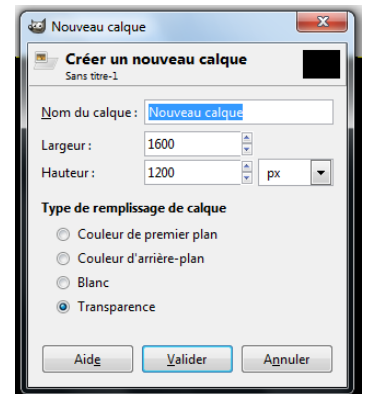 Nouveau calque
Créer un nouveau calque
Sans titre-1
Nom du calque : Nouveau calque
Largeur : 1600
Hauteur : 1200 px
Type de remplissage de calque
Couleur de premier plan
Couleur d'arrière-plan
Blanc
Transparence
Aide Valider Annuler